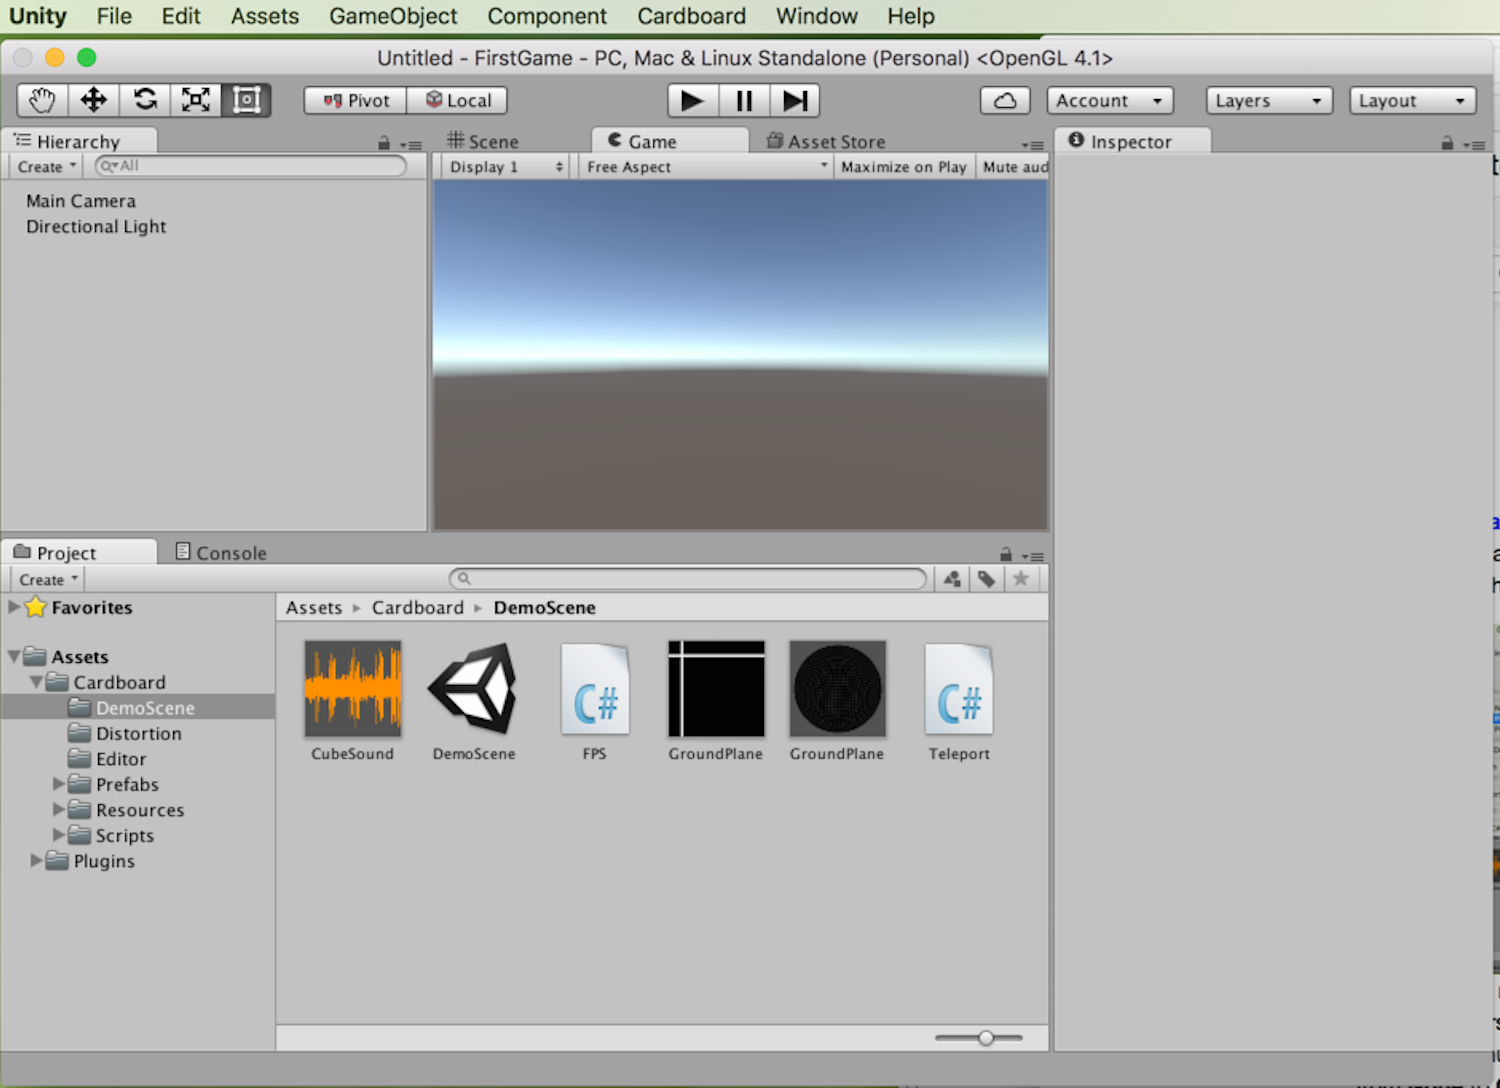 Unity File Edit Assets GameObject Component Cardboard Window Help
Untitled - FirstGame - PC, Mac & Linux Standalone (Personal) <OpenGL 4.1>
Pivot Local Account Layers Layout
Hierarchy Scene Game Asset Store Inspector
Create All Display 1 Free Aspect Maximize on Play Mute aud
Main Camera
Directional Light
Project Console
Create
Favorites Assets Cardboard DemoScene
Assets
Cardboard
DemoScene
Distortion
Editor
Prefabs
Resources
Scripts
Plugins
C# C#
CubeSound DemoScene FPS GroundPlane GroundPlane Teleport